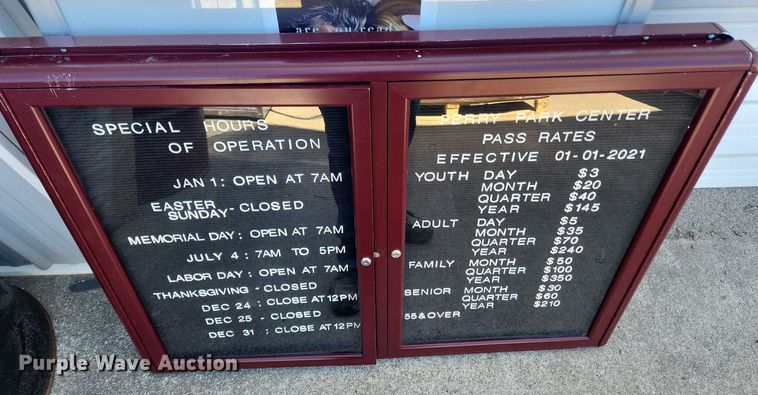 are you read
SPECIAL HOURS
OF OPERATION
JAN 1: OPEN AT 7AM
EASTER
SUNDAY - CLOSED
MEMORIAL DAY: OPEN AT 7AM
JULY 4 : 7AM TO 5PM
LABOR DAY: OPEN AT 7AM
THANKSGIVING - CLOSED
DEC 24 : CLOSE AT 12PM
DEC 25 - CLOSED
DEC 31 : CLOSE AT 12PM
PERRY PARK CENTER
PASS RATES
EFFECTIVE 01-01-2021
YOUTH DAY $3
MONTH $20
QUARTER $40
YEAR $145
ADULT DAY $5
MONTH $35
QUARTER $70
YEAR $240
FAMILY MONTH $50
QUARTER $100
YEAR $350
SENIOR MONTH $30
QUARTER $60
YEAR $210
55 & OVER
Purple Wave Auction